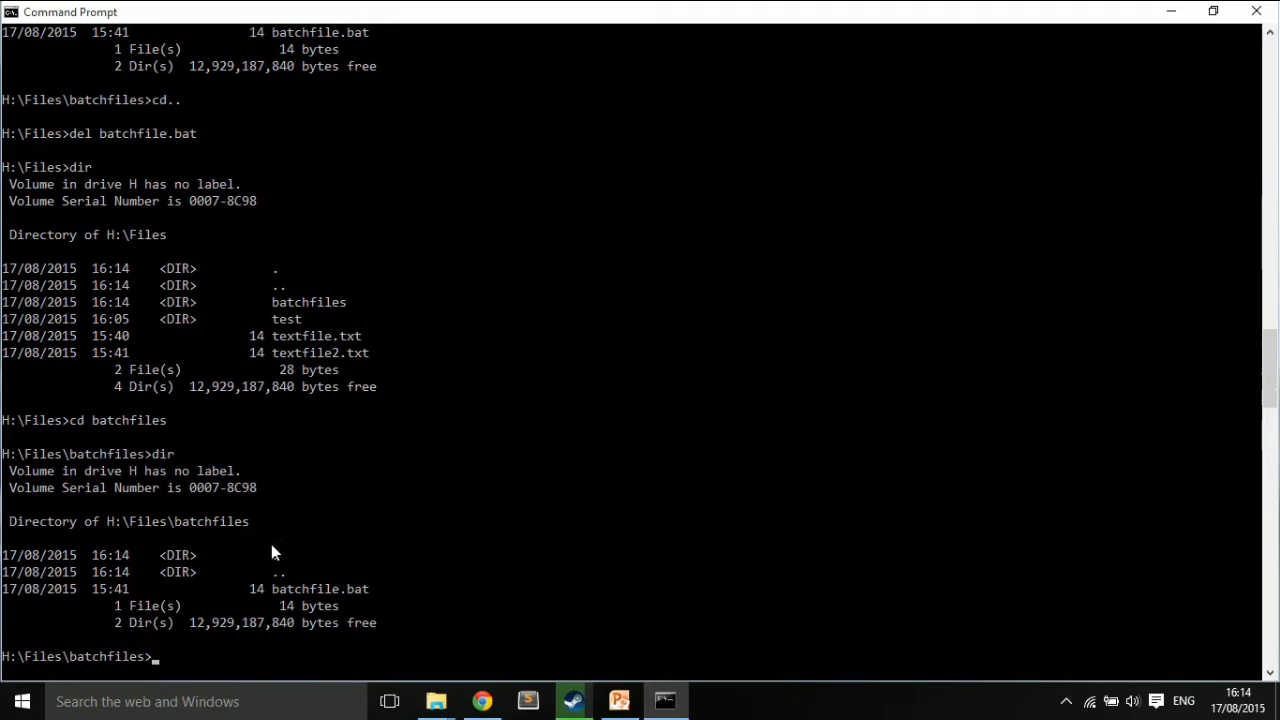 Command Prompt
17/08/2015  15:41                14 batchfile.bat
               1 File(s)             14 bytes
               2 Dir(s)  12,929,187,840 bytes free
H:\Files\batchfiles>cd..
H:\Files>del batchfile.bat
H:\Files>dir
 Volume in drive H has no label.
 Volume Serial Number is 0007-8C98
 Directory of H:\Files
17/08/2015  16:14    <DIR>          .
17/08/2015  16:14    <DIR>          ..
17/08/2015  16:14    <DIR>          batchfiles
17/08/2015  16:05    <DIR>          test
17/08/2015  15:40                14 textfile.txt
17/08/2015  15:41                14 textfile2.txt
               2 File(s)             28 bytes
               4 Dir(s)  12,929,187,840 bytes free
H:\Files>cd batchfiles
H:\Files\batchfiles>dir
 Volume in drive H has no label.
 Volume Serial Number is 0007-8C98
 Directory of H:\Files\batchfiles
17/08/2015  16:14    <DIR>
17/08/2015  16:14    <DIR>          ..
17/08/2015  15:41                14 batchfile.bat
               1 File(s)             14 bytes
               2 Dir(s)  12,929,187,840 bytes free
H:\Files\batchfiles>_
Search the web and Windows
ENG
16:14
17/08/2015